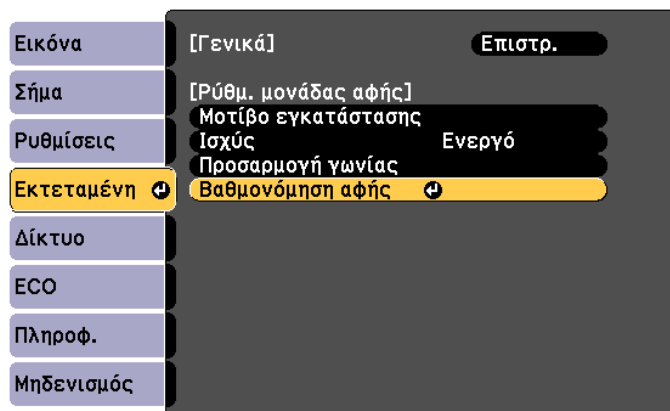 Εικόνα
Σήμα
Ρυθμίσεις
Εκτεταμένη
Δίκτυο
ECO
Πληροφ.
Μηδενισμός
[Γενικά] Επιστρ.
[Ρύθμ. μονάδας αφής]
Μοτίβο εγκατάστασης
Ισχύς Ενεργό
Προσαρμογή γωνίας
Βαθμονόμηση αφής